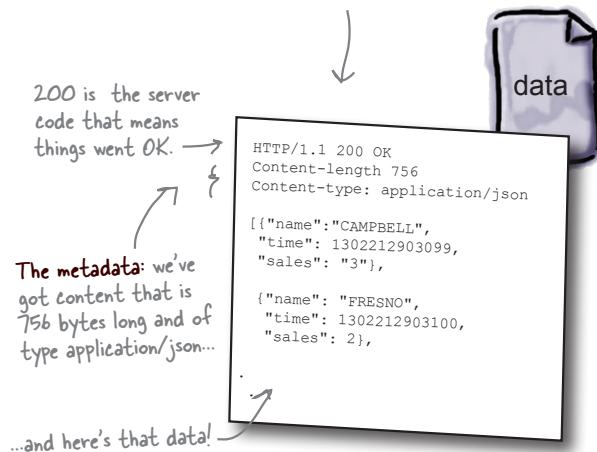 data
200 is the server
code that means
things went OK.
HTTP/1.1 200 OK
Content-length 756
Content-type: application/json
[{"name":"CAMPBELL",
"time": 1302212903099,
"sales": "3"},
{"name": "FRESNO",
"time": 1302212903100,
"sales": 2},
.
. .
The metadata: we've
got content that is
756 bytes long and of
type application/json...
...and here's that data!